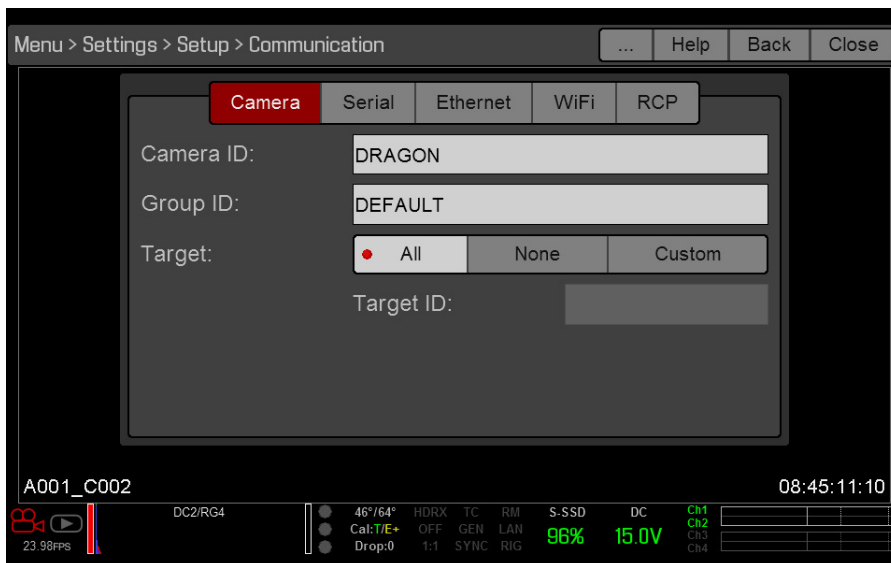 Menu > Settings > Setup > Communication ... Help Back Close
Camera Serial Ethernet WiFi RCP
Camera ID: DRAGON
Group ID: DEFAULT
Target: All None Custom
Target ID:
A001_C002 08:45:11:10
DC2/RG4 46°/64° HDRX TC RM S-SSD DC Ch1
Cal:T/E+ OFF GEN LAN 96% 15.0V Ch2
23.98FPS Drop:0 1:1 SYNC RIG Ch3
Ch4